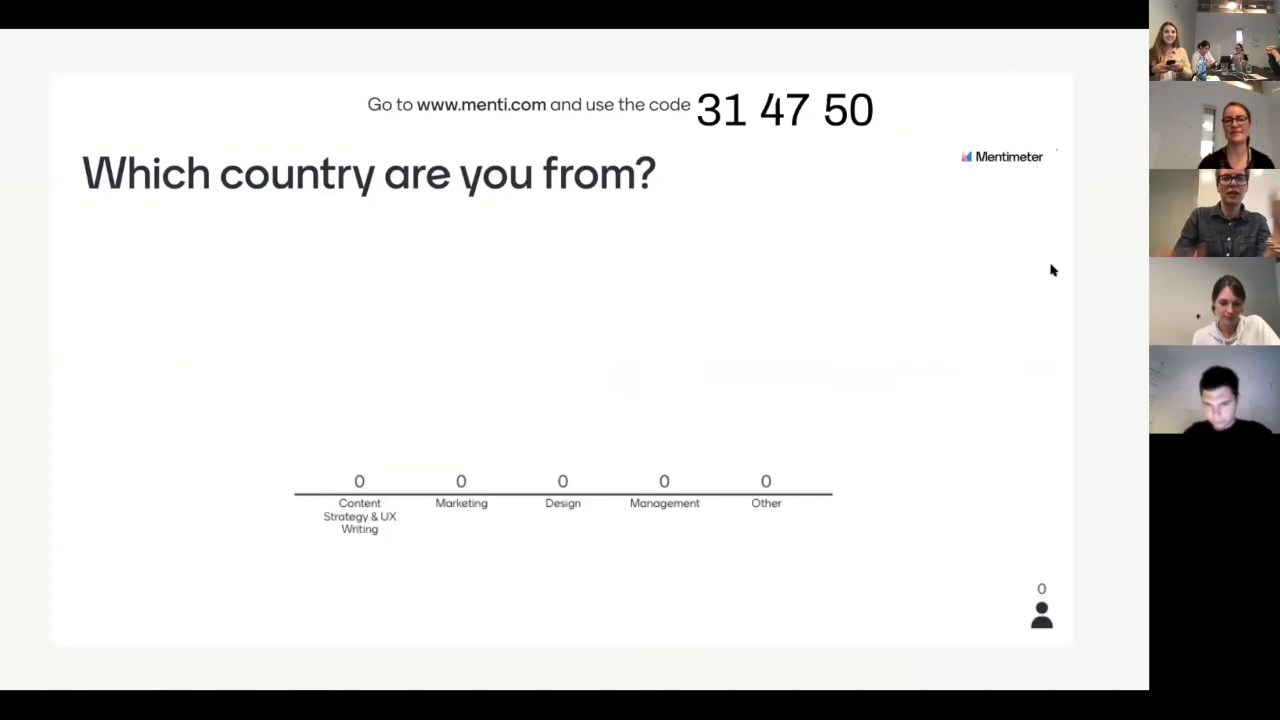 Go to www.menti.com and use the code 31 47 50
Mentimeter
Which country are you from?
0 0 0 0 0
Content Strategy & UX Writing
Marketing
Design
Management
Other
0